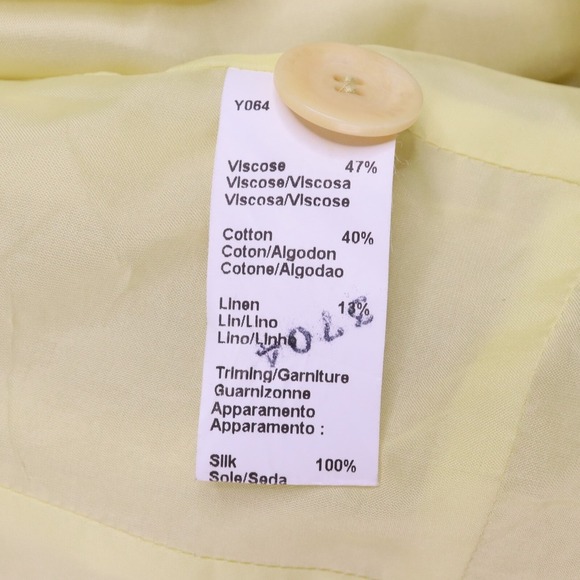 Y064
Viscose 47%
Viscose/Viscosa
Viscosa/Viscose
Cotton 40%
Coton/Algodon
Cotone/Algodao
Linen 13%
Lin/Lino
Lino/Linho
Triming/Garniture
Guarnizonne
Apparamento
Apparamento :
Silk 100%
Soie/Seda